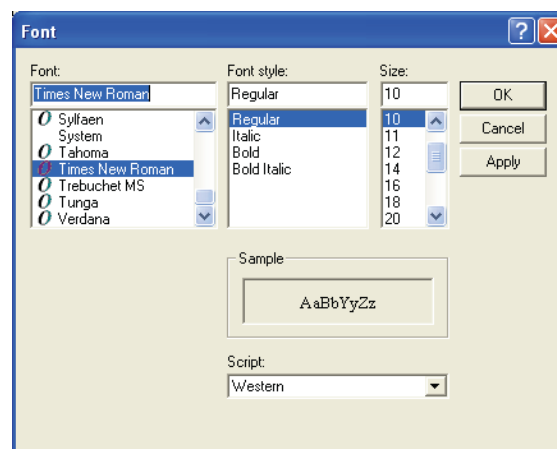 Font
Font: Font style: Size:
Times New Roman Regular 10 OK
Sylfaen Regular 10 Cancel
System Italic 11 Apply
Tahoma Bold 12
Times New Roman Bold Italic 14
Trebuchet MS 16
Tunga 18
Verdana 20
Sample
AaBbYyZz
Script:
Western